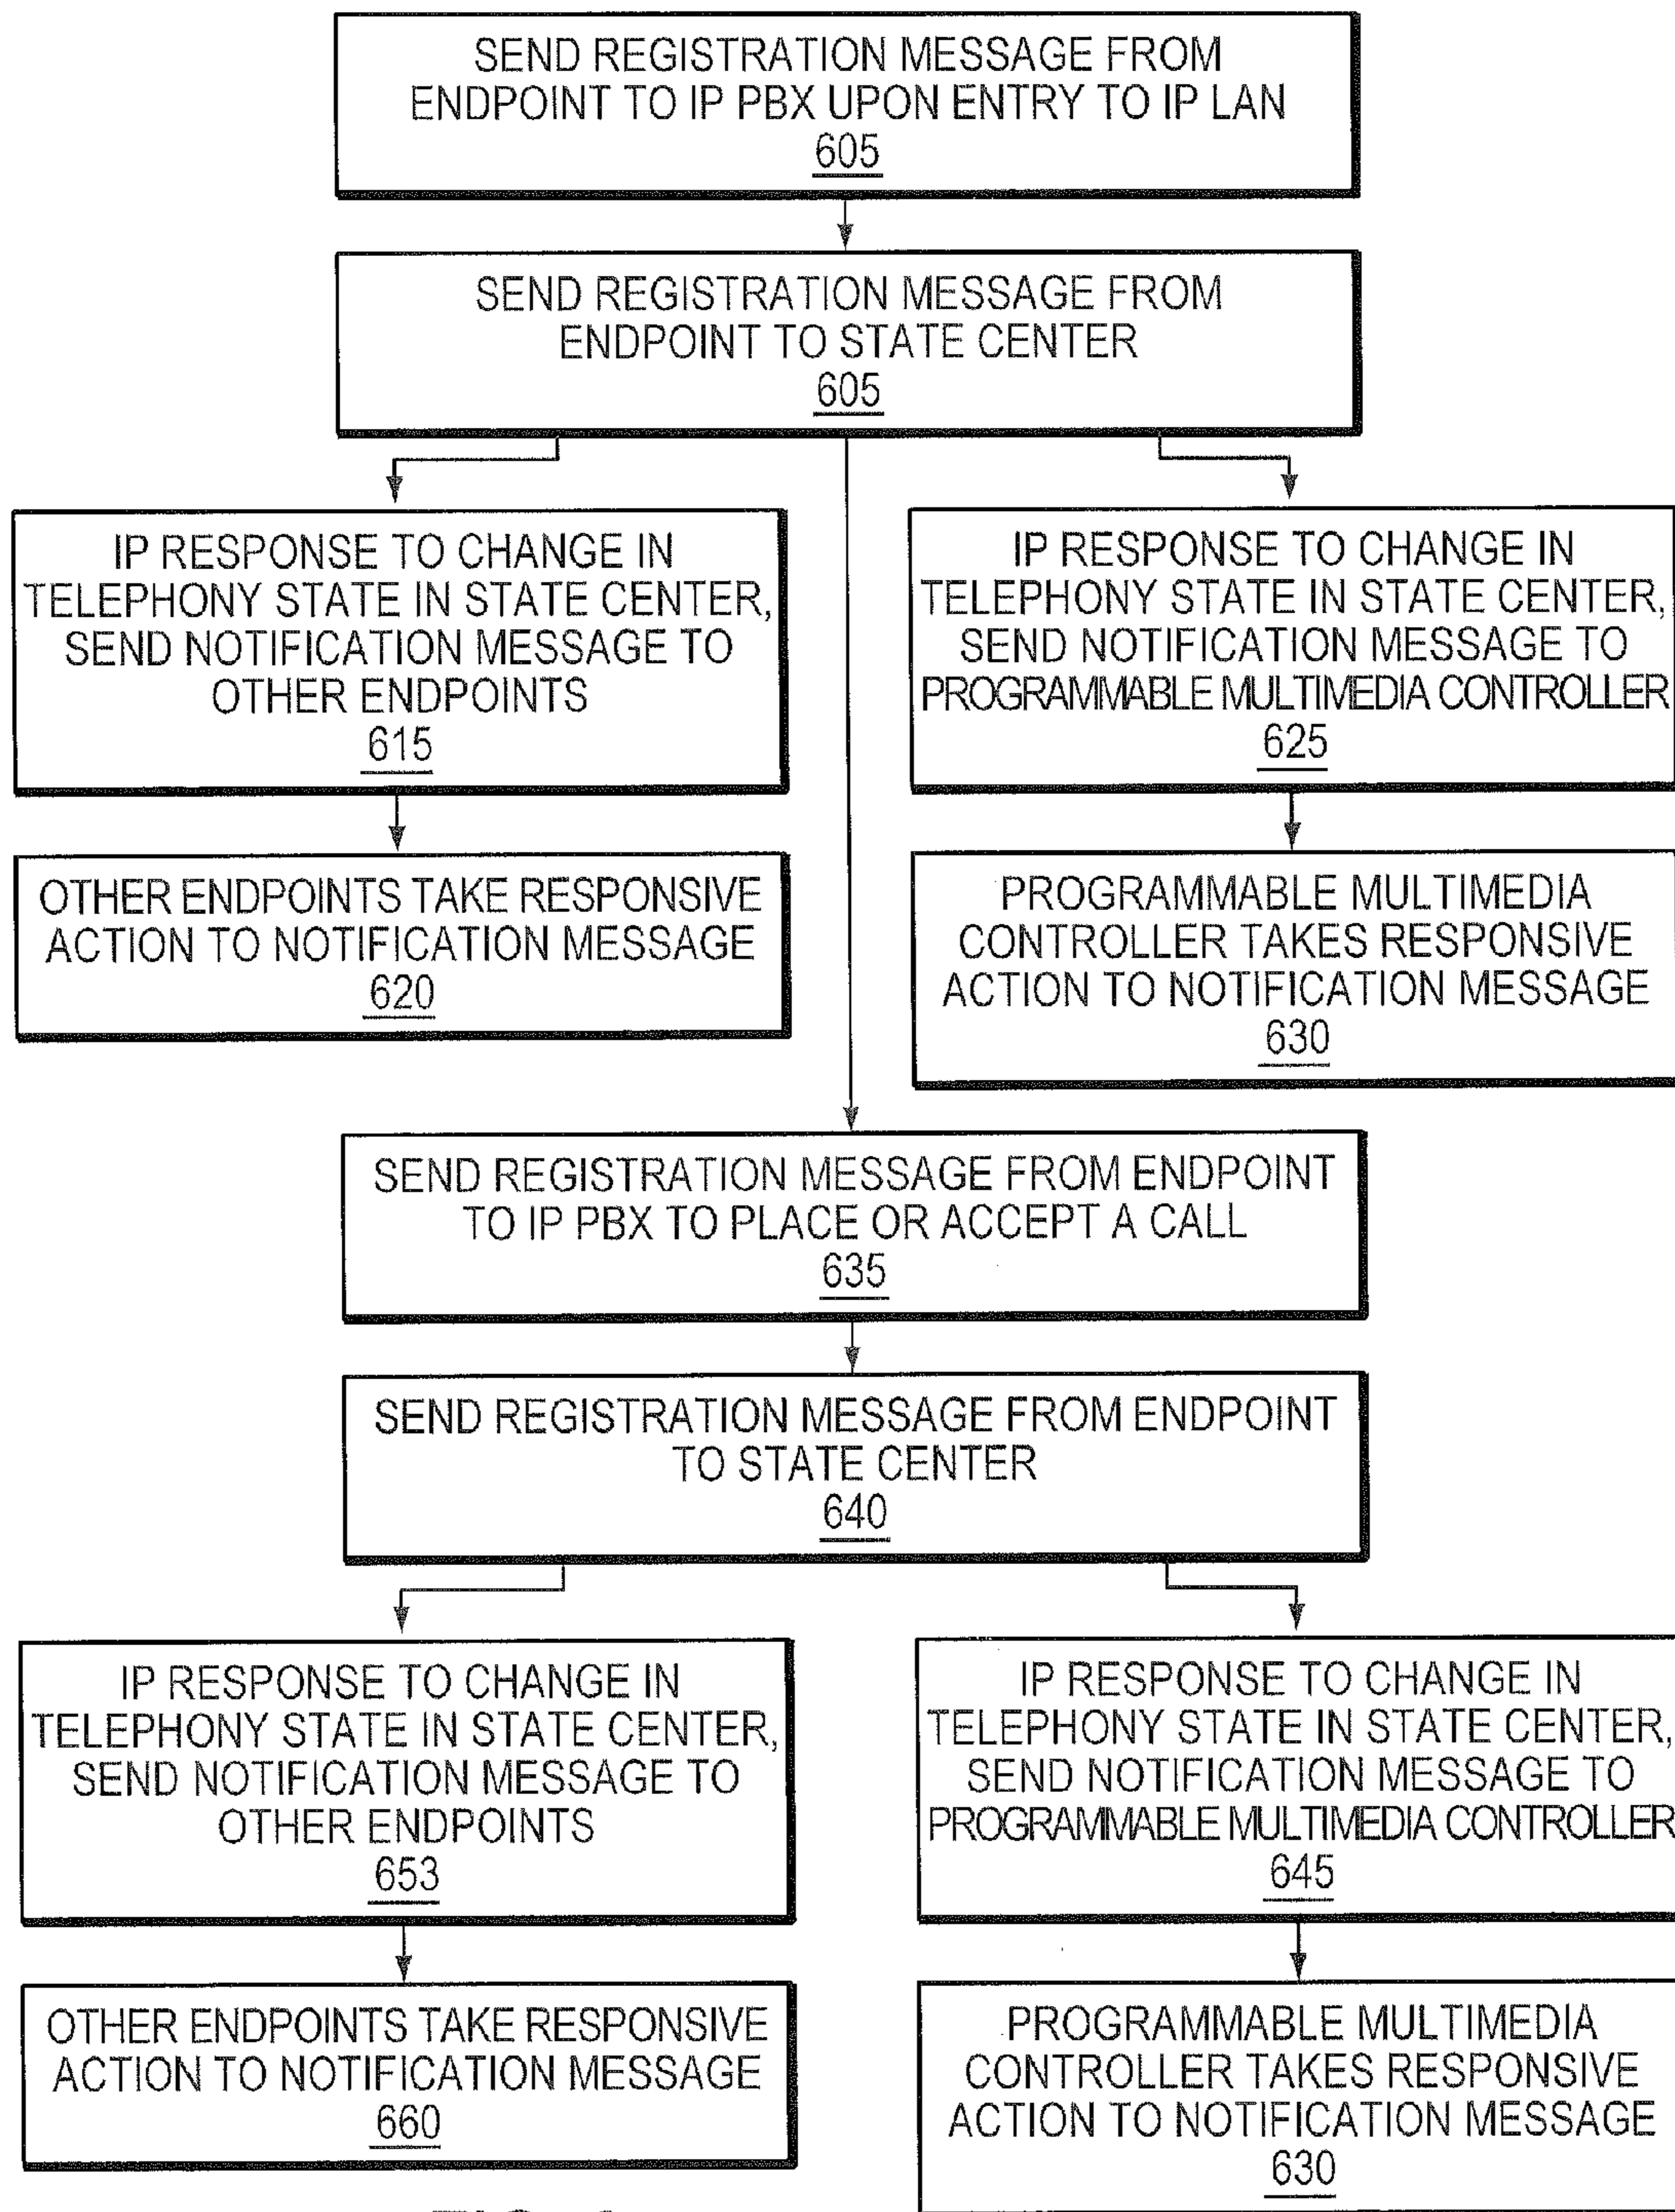 SEND REGISTRATION MESSAGE FROM
ENDPOINT TO IP PBX UPON ENTRY TO IP LAN
605
SEND REGISTRATION MESSAGE FROM
ENDPOINT TO STATE CENTER
605
IP RESPONSE TO CHANGE IN
TELEPHONY STATE IN STATE CENTER,
SEND NOTIFICATION MESSAGE TO
OTHER ENDPOINTS
615
IP RESPONSE TO CHANGE IN
TELEPHONY STATE IN STATE CENTER,
SEND NOTIFICATION MESSAGE TO
PROGRAMMABLE MULTIMEDIA CONTROLLER
625
OTHER ENDPOINTS TAKE RESPONSIVE
ACTION TO NOTIFICATION MESSAGE
620
PROGRAMMABLE MULTIMEDIA
CONTROLLER TAKES RESPONSIVE
ACTION TO NOTIFICATION MESSAGE
630
SEND REGISTRATION MESSAGE FROM ENDPOINT
TO IP PBX TO PLACE OR ACCEPT A CALL
635
SEND REGISTRATION MESSAGE FROM ENDPOINT
TO STATE CENTER
640
IP RESPONSE TO CHANGE IN
TELEPHONY STATE IN STATE CENTER,
SEND NOTIFICATION MESSAGE TO
OTHER ENDPOINTS
653
IP RESPONSE TO CHANGE IN
TELEPHONY STATE IN STATE CENTER,
SEND NOTIFICATION MESSAGE TO
PROGRAMMABLE MULTIMEDIA CONTROLLER
645
OTHER ENDPOINTS TAKE RESPONSIVE
ACTION TO NOTIFICATION MESSAGE
660
PROGRAMMABLE MULTIMEDIA
CONTROLLER TAKES RESPONSIVE
ACTION TO NOTIFICATION MESSAGE
630